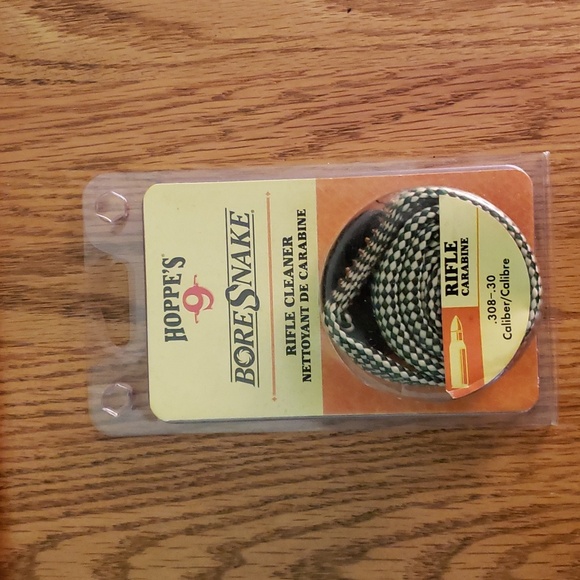 HOPPE'S
9
BORESNAKE
RIFLE CLEANER
NETTOYANT DE CARABINE
RIFLE
CARABINE
.308-.30
Caliber/Calibre